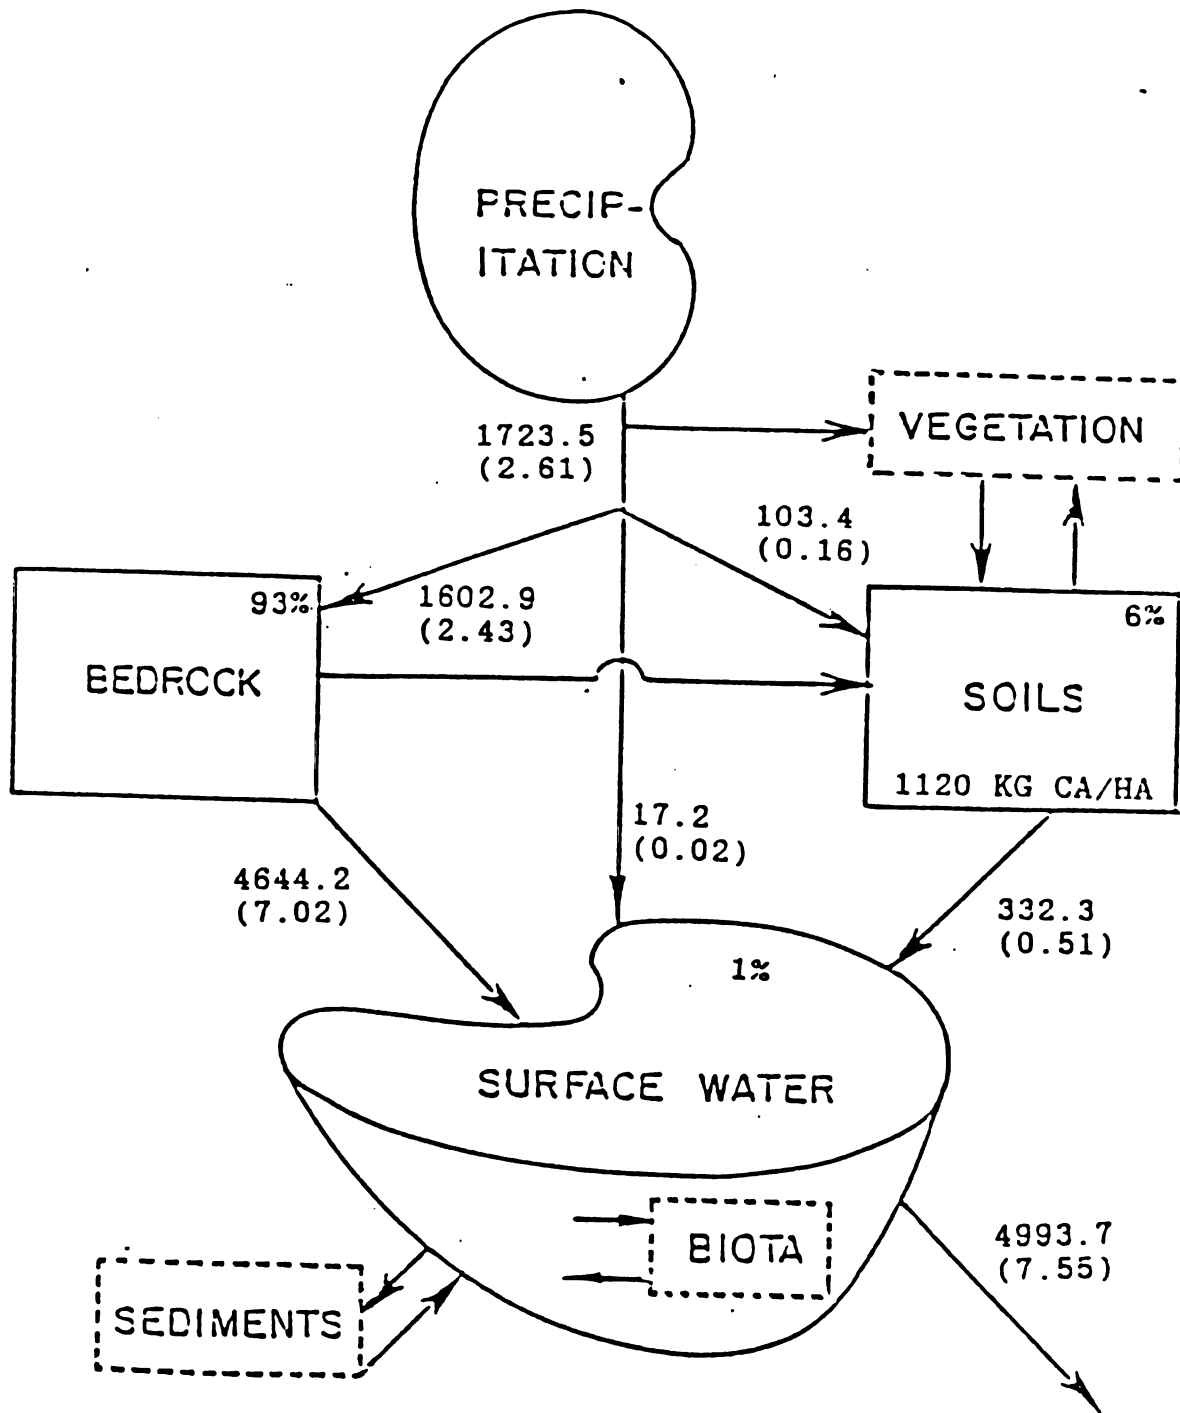 PRECIP-
ITATION
1723.5
(2.61)
VEGETATION
103.4
(0.16)
93%
1602.9
(2.43)
6%
BEDROCK
SOILS
1120 KG CA/HA
17.2
(0.02)
4644.2
(7.02)
332.3
(0.51)
1%
SURFACE WATER
BIOTA
4993.7
(7.55)
SEDIMENTS